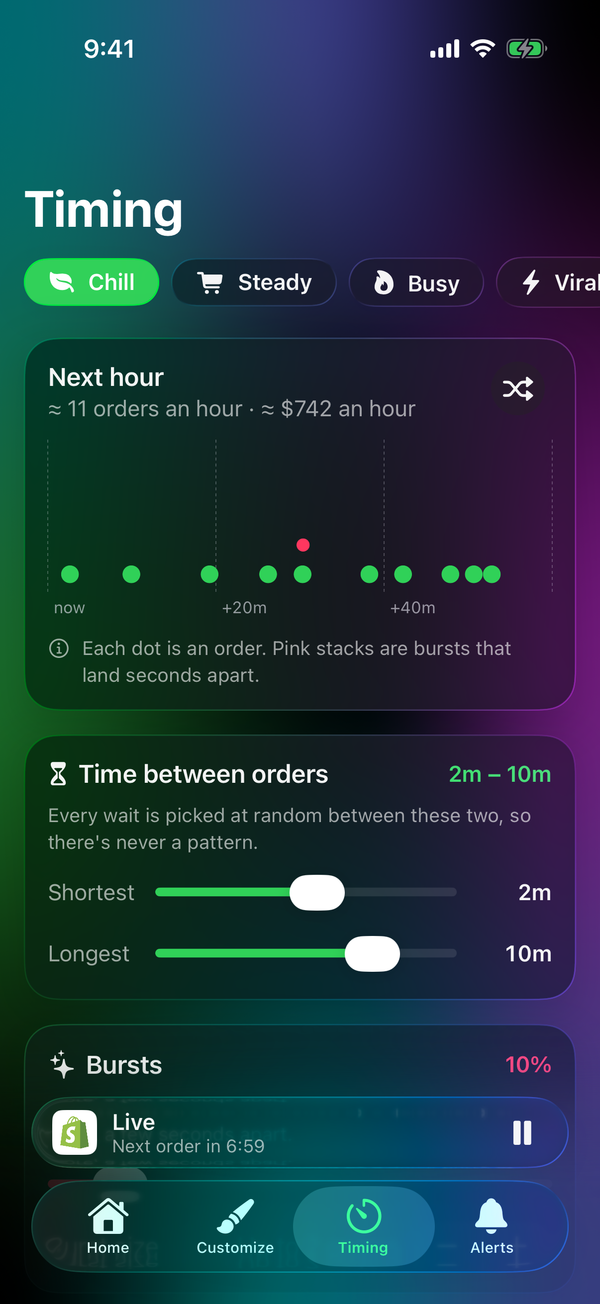 9:41
Timing
Chill
Steady
Busy
Viral
Next hour
≈ 11 orders an hour · ≈ $742 an hour
now
+20m
+40m
Each dot is an order. Pink stacks are bursts that
land seconds apart.
Time between orders
2m – 10m
Every wait is picked at random between these two, so
there's never a pattern.
Shortest
2m
Longest
10m
Bursts
10%
Live
Next order in 6:59
Home
Customize
Timing
Alerts